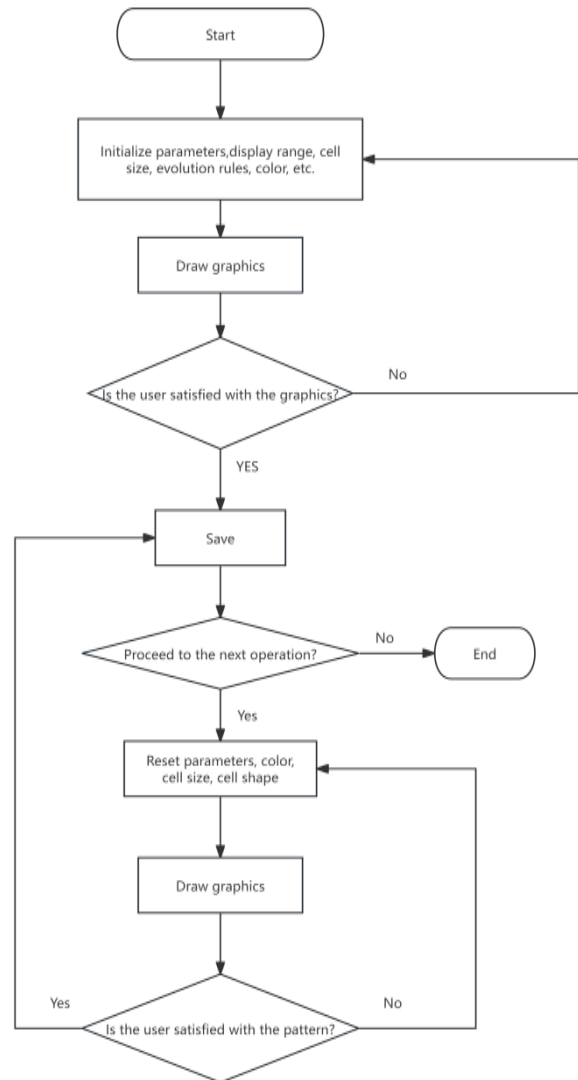 Start
Initialize parameters,display range, cell
size, evolution rules, color, etc.
Draw graphics
Is the user satisfied with the graphics?
No
YES
Save
Proceed to the next operation?
No
End
Yes
Reset parameters, color,
cell size, cell shape
Draw graphics
Is the user satisfied with the pattern?
Yes
No